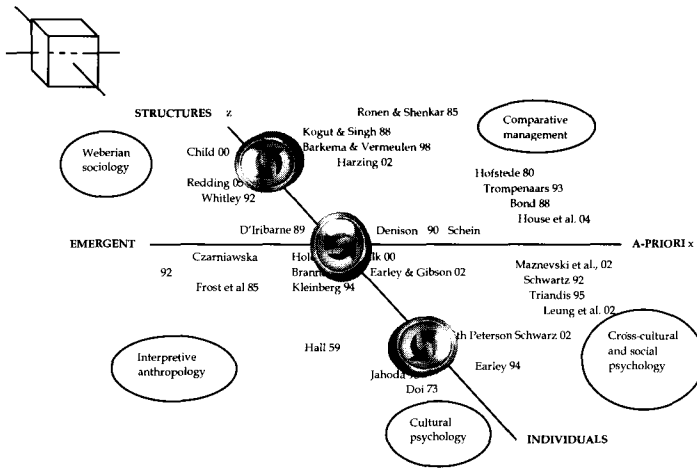 STRUCTURES z
Ronen & Shenkar 85
Comparative
management
Kogut & Singh 88
Barkema & Vermeulen 98
Harzing 02
Weberian
sociology
Child 00
Redding
Whitley 92
Hofstede 80
Trompenaars 93
Bond 88
House et al. 04
D'Iribarne 89
Denison 90 Schein
EMERGENT
A-PRIORI x
Czarniawska
92
Frost et al 85
00
Kleinberg 94
Earley & Gibson 02
Maznevski et al., 02
Schwartz 92
Triandis 95
Leung et al. 02
Hall 59
Peterson Schwarz 02
Earley 94
Cross-cultural
and social
psychology
Interpretive
anthropology
Jahoda
Doi 73
Cultural
psychology
INDIVIDUALS